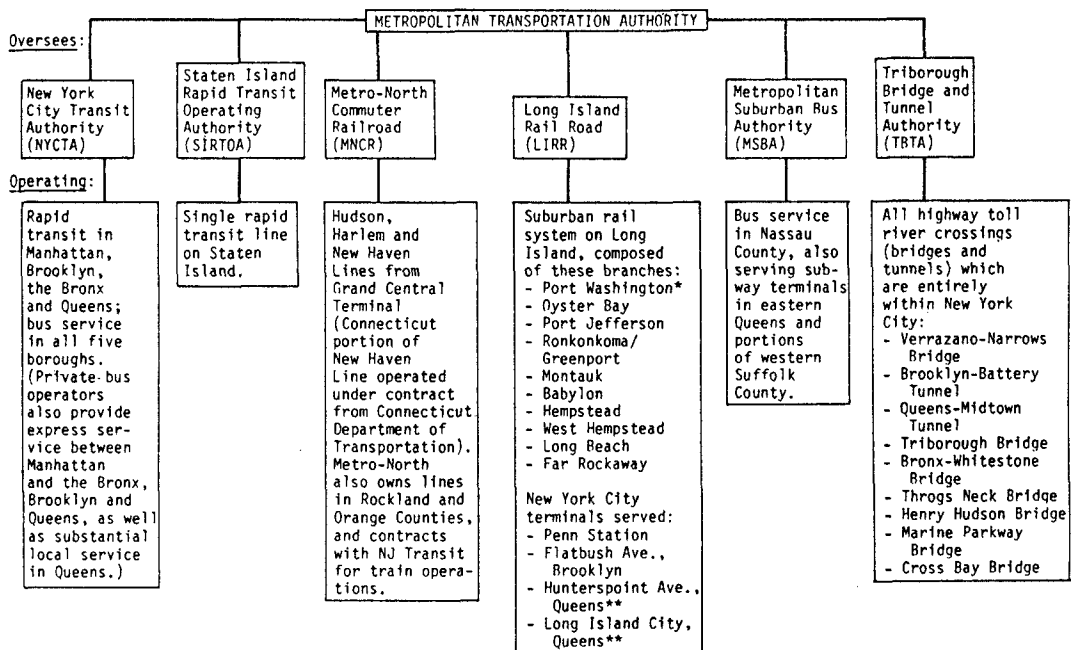 METROPOLITAN TRANSPORTATION AUTHORITY
Oversees:
New York
City Transit
Authority
(NYCTA)
Staten Island
Rapid Transit
Operating
Authority
(SIRTOA)
Metro-North
Commuter
Railroad
(MNCR)
Long Island
Rail Road
(LIRR)
Metropolitan
Suburban Bus
Authority
(MSBA)
Triborough
Bridge and
Tunnel
Authority
(TBTA)
Operating:
Rapid
transit in
Manhattan,
Brooklyn,
the Bronx
and Queens;
bus service
in all five
boroughs.
(Private bus
operators
also provide
express ser-
vice between
Manhattan
and the Bronx,
Brooklyn and
Queens, as well
as substantial
local service
in Queens.)
Single rapid
transit line
on Staten
Island.
Hudson,
Harlem and
New Haven
Lines from
Grand Central
Terminal
(Connecticut
portion of
New Haven
Line operated
under contract
from Connecticut
Department of
Transportation).
Metro-North
also owns lines
in Rockland and
Orange Counties,
and contracts
with NJ Transit
for train opera-
tions.
Suburban rail
system on Long
Island, composed
of these branches:
- Port Washington*
- Oyster Bay
- Port Jefferson
- Ronkonkoma/
Greenport
- Montauk
- Babylon
- Hempstead
- West Hempstead
- Long Beach
- Far Rockaway
New York City
terminals served:
- Penn Station
- Flatbush Ave.,
Brooklyn
- Hunterspoint Ave.,
Queens**
- Long Island City,
Queens**
Bus service
in Nassau
County, also
serving sub-
way terminals
in eastern
Queens and
portions
of western
Suffolk
County.
All highway toll
river crossings
(bridges and
tunnels) which
are entirely
within New York
City:
- Verrazano-Narrows
Bridge
- Brooklyn-Battery
Tunnel
- Queens-Midtown
Tunnel
- Triborough Bridge
- Bronx-Whitestone
Bridge
- Throgs Neck Bridge
- Henry Hudson Bridge
- Marine Parkway
Bridge
- Cross Bay Bridge